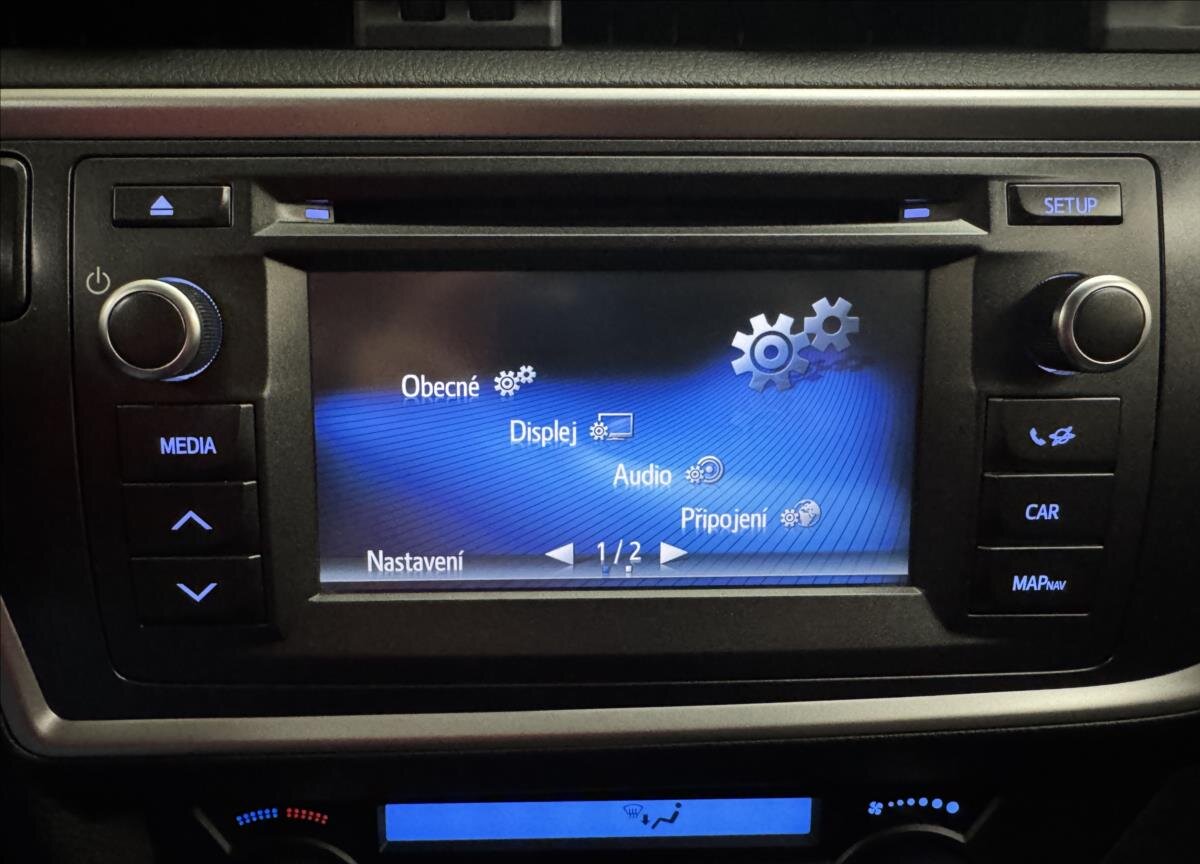 SETUP
MEDIA
Obecné
Displej
Audio
Připojení
Nastavení
1/2
CAR
MAPNAV